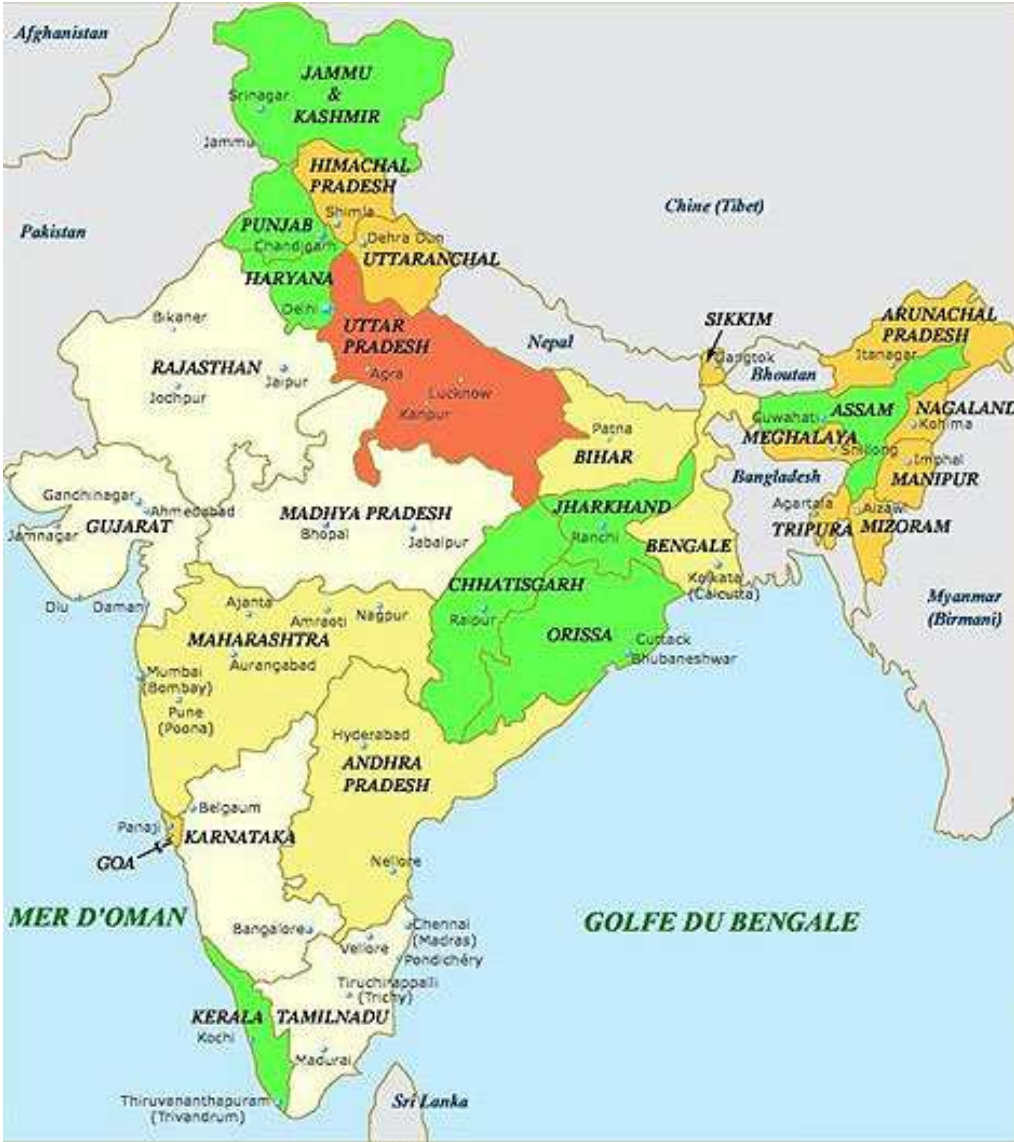 Afghanistan
JAMMU
&
KASHMIR
Srinagar
Jammu
HIMACHAL
PRADESH
Shimla
Chine (Tibet)
Pakistan
PUNJAB
Chandigarh
Dehra Dun
UTTARANCHAL
HARYANA
Delhi
UTTAR
PRADESH
Agra
Lucknow
Kanpur
Nepal
SIKKIM
Gangtok
Bhoutan
ARUNACHAL
PRADESH
Itanagar
Bikaner
RAJASTHAN
Jaipur
Jodhpur
Patna
BIHAR
Guwahati
ASSAM
NAGALAND
Kohima
MEGHALAYA
Shillong
Imphal
MANIPUR
Bangladesh
Agartala
TRIPURA
Aizawl
MIZORAM
Gandhinagar
Ahmedabad
GUJARAT
Jamnagar
MADHYA PRADESH
Bhopal
Jabalpur
JHARKHAND
Ranchi
BENGALE
Kolkata
(Calcutta)
Diu
Daman
CHHATISGARH
Raipur
ORISSA
Cuttack
Bhubaneshwar
Myanmar
(Birmani)
Ajanta
Amraoti
Nagpur
MAHARASHTRA
Aurangabad
Mumbai
(Bombay)
Pune
(Poona)
Hyderabad
ANDHRA
PRADESH
Belgaum
Panaji
KARNATAKA
GOA
Nellore
MER D'OMAN
GOLFE DU BENGALE
Bangalore
Chennai
(Madras)
Vellore
Pondichéry
Tiruchirappalli
(Trichy)
KERALA
TAMILNADU
Kochi
Madurai
Thiruvananthapuram
(Trivandrum)
Sri Lanka